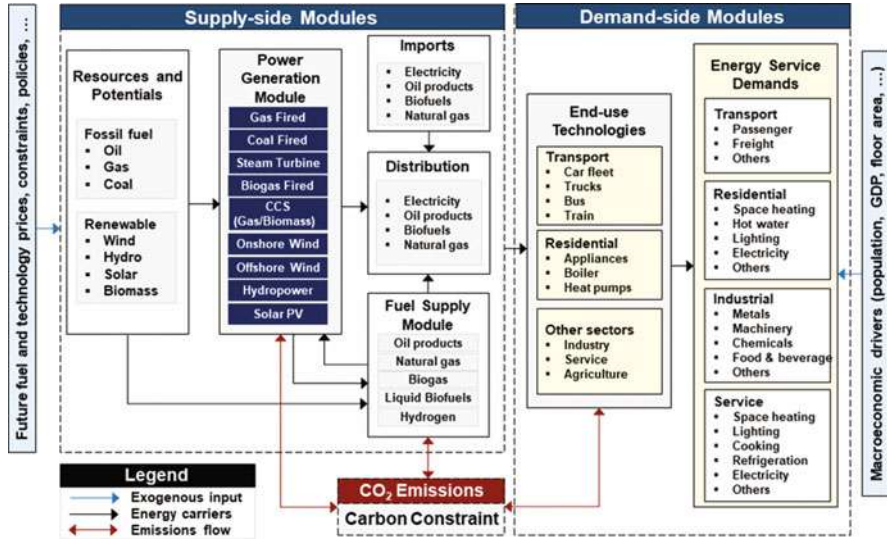 Future fuel and technology prices, constraints, policies, …
Supply-side Modules
Resources and
Potentials
Fossil fuel
▪ Oil
▪ Gas
▪ Coal
Renewable
▪ Wind
▪ Hydro
▪ Solar
▪ Biomass
Power
Generation
Module
Gas Fired
Coal Fired
Steam Turbine
Biogas Fired
CCS
(Gas/Biomass)
Onshore Wind
Offshore Wind
Hydropower
Solar PV
Imports
▪ Electricity
▪ Oil products
▪ Biofuels
▪ Natural gas
Distribution
▪ Electricity
▪ Oil products
▪ Biofuels
▪ Natural gas
Fuel Supply
Module
Oil products
Natural gas
Biogas
Liquid Biofuels
Hydrogen
Demand-side Modules
End-use
Technologies
Transport
▪ Car fleet
▪ Trucks
▪ Bus
▪ Train
Residential
▪ Appliances
▪ Boiler
▪ Heat pumps
Other sectors
▪ Industry
▪ Service
▪ Agriculture
Energy Service
Demands
Transport
▪ Passenger
▪ Freight
▪ Others
Residential
▪ Space heating
▪ Hot water
▪ Lighting
▪ Electricity
▪ Others
Industrial
▪ Metals
▪ Machinery
▪ Chemicals
▪ Food & beverage
▪ Others
Service
▪ Space heating
▪ Lighting
▪ Cooking
▪ Refrigeration
▪ Electricity
▪ Others
Macroeconomic drivers (population, GDP, floor area, …)
Legend
Exogenous input
Energy carriers
Emissions flow
CO₂ Emissions
Carbon Constraint